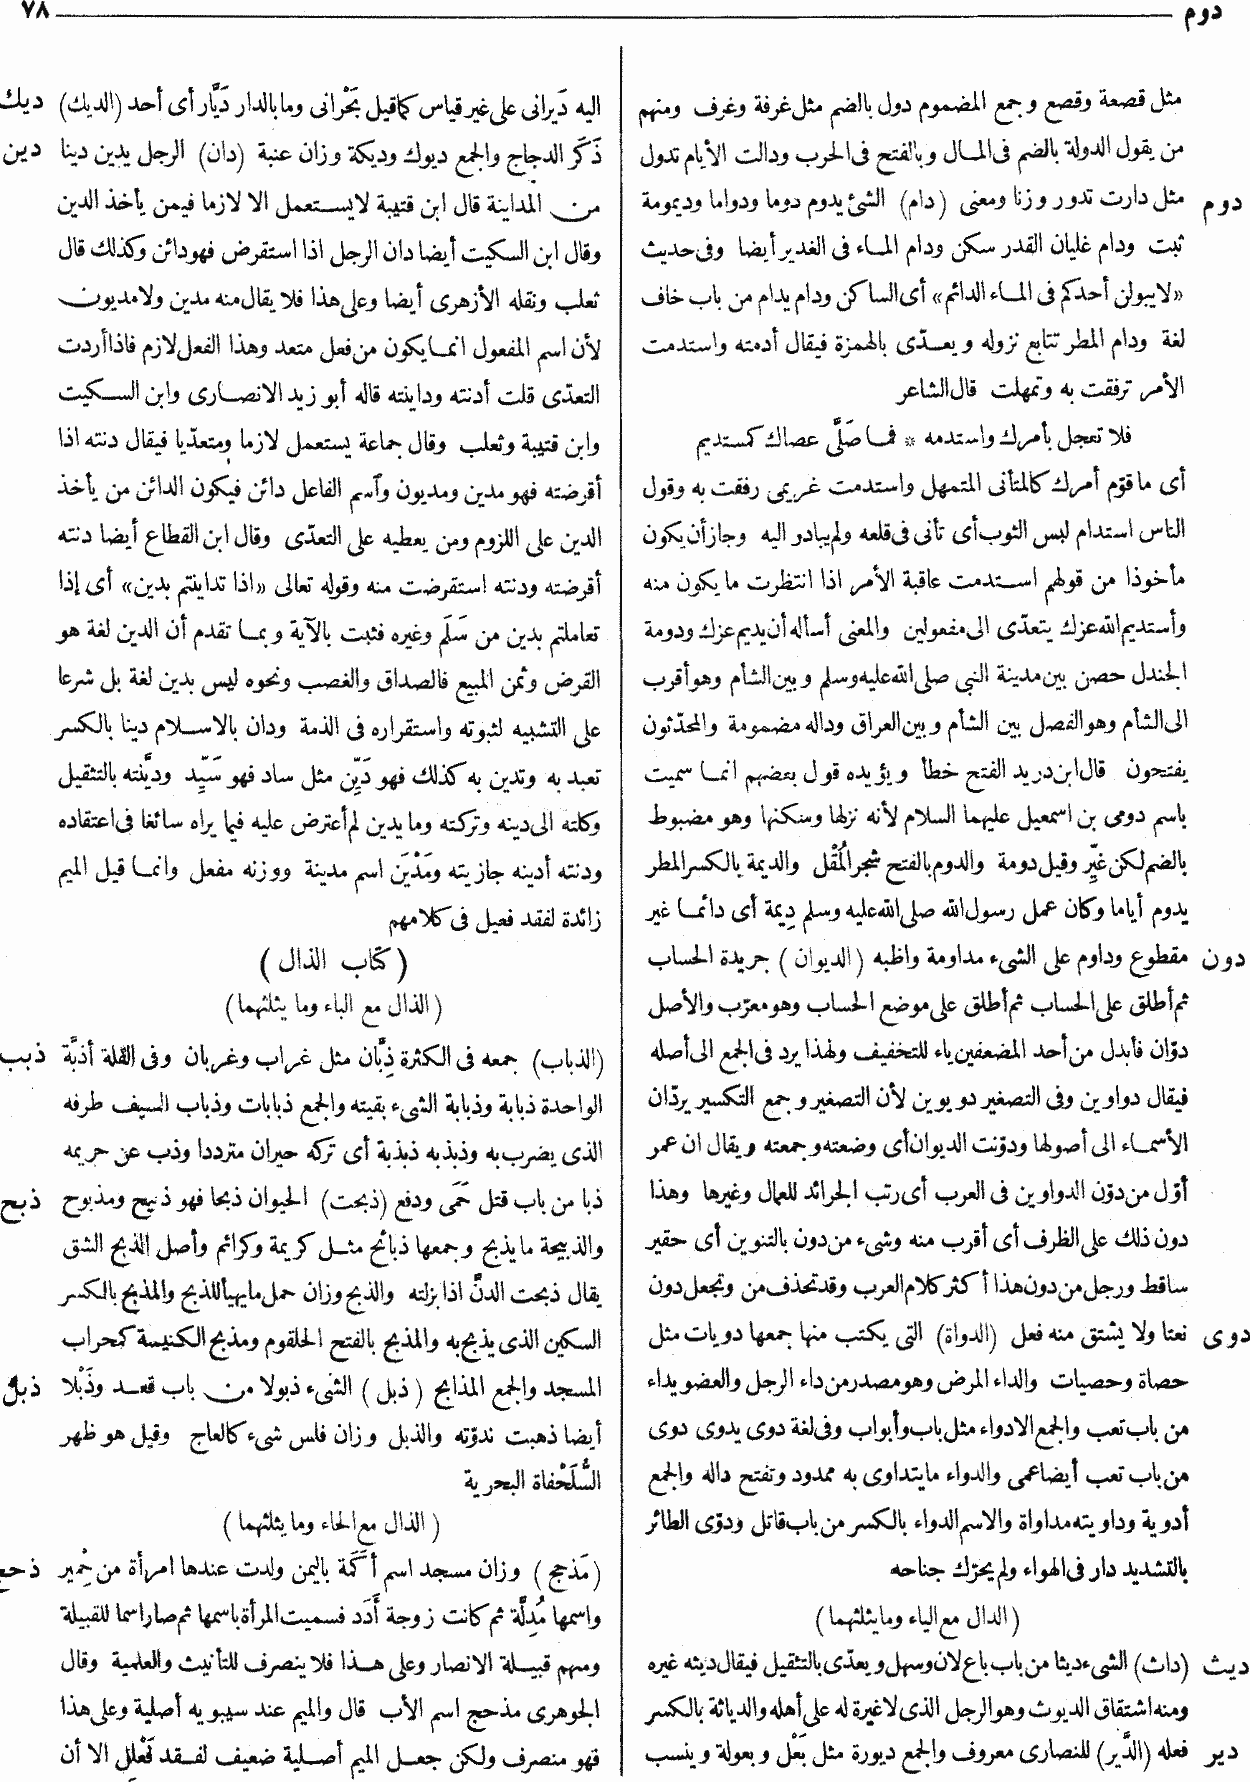 دوم ٧٨
مثل قصعة وقصع وجمع المضموم دول بالضم مثل غرفة وغرف ومنهم
من يقول الدولة بالضم فى المال وبالفتح فى الحرب ودالت الأيام تدول
دوم مثل دارت تدور وزنا ومعنى (دام) الشئ يدوم دوما ودواما وديمومة
ثبت ودام غليان القدر سكن ودام الماء فى الغدير أيضا وفى حديث
«لايبولن أحدكم فى الماء الدائم» أى الساكن ودام يدام من باب خاف
لغة ودام المطر تتابع نزوله ويعدّى بالهمزة فيقال أدمته واستدمت
الأمر ترفقت به وتمهلت قال الشاعر
فلا تعجل بأمرك واستدمه * فما صَلَّى عصاك كمستديم
أى ماقوّم أمرك كالمتأنى المتمهل واستدمت غريمى رفقت به وقول
الناس استدام لبس الثوب أى تأنى فى قلعه ولم يبادر اليه وجاز أن يكون
مأخوذا من قولهم استدمت عاقبة الأمر اذا انتظرت ما يكون منه
وأستديم الله عزك يتعدّى الى مفعولين والمعنى أسأله أن يديم عزك ودومة
الجندل حصن بين مدينة النبى صلى الله عليه وسلم وبين الشأم وهو أقرب
الى الشأم وهو الفصل بين الشأم وبين العراق وداله مضمومة والمحدّثون
يفتحون قال ابن دريد الفتح خطأ ويؤيده قول بعضهم انما سميت
باسم دومى بن اسمعيل عليهما السلام لأنه نزلها وسكنها وهو مضبوط
بالضم لكن غُيِّر وقيل دومة والدوم بالفتح شجر المُقْل والديمة بالكسر المطر
يدوم أياما وكان عمل رسول الله صلى الله عليه وسلم دِيمة أى دائما غير
دون مقطوع وداوم على الشىء مداومة واظبه (الديوان) جريدة الحساب
ثم أطلق على الحساب ثم أطلق على موضع الحساب وهو معرّب والأصل
دوّان فأبدل من أحد المضعفين ياء للتخفيف ولهذا يرد فى الجمع الى أصله
فيقال دواوين وفى التصغير دويوين لأن التصغير وجمع التكسير يردّان
الأسماء الى أصولها ودوّنت الديوان أى وضعته وجمعته ويقال ان عمر
أوّل من دوّن الدواوين فى العرب أى رتب الجرائد للعمال وغيرها وهذا
دون ذلك على الظرف أى أقرب منه وشىء من دون بالتنوين أى حقير
ساقط ورجل من دون هذا أكثر كلام العرب وقد تحذف من وتجعل دون
دوى نعتا ولا يشتق منه فعل (الدواة) التى يكتب منها جمعها دويات مثل
حصاة وحصيات والداء المرض وهو مصدر من داء الرجل والعضو يداء
من باب تعب والجمع الادواء مثل باب وأبواب وفى لغة دوى يدوى دوى
من باب تعب أيضا عمى والدواء مايتداوى به ممدود وتفتح داله والجمع
أدوية وداويته مداواة والاسم الدواء بالكسر من باب قاتل ودوّى الطائر
بالتشديد دار فى الهواء ولم يحرّك جناحه
(الدال مع الياء وما يثلثهما)
ديث (داث) الشىء ديثا من باب باع لان وسهل ويعدّى بالتثقيل فيقال ديثه غيره
ومنه اشتقاق الديوث وهو الرجل الذى لاغيرة له على أهله والدياثة بالكسر
دير فعله (الدَّير) للنصارى معروف والجمع ديورة مثل بَعْل وبعولة وينسب
اليه دَيرانى على غير قياس كما قيل بَحْرانى وما بالدار دَيَّار أى أحد (الديك) ديك
ذَكَر الدجاج والجمع ديوك وديكة وزان عنبة (دان) الرجل يدين دينا دين
من المداينة قال ابن قتيبة لايستعمل الا لازما فيمن يأخذ الدين
وقال ابن السكيت أيضا دان الرجل اذا استقرض فهو دائن وكذلك قال
ثعلب ونقله الأزهرى أيضا وعلى هذا فلا يقال منه مدين ولا مديون
لأن اسم المفعول انما يكون من فعل متعد وهذا الفعل لازم فاذا أردت
التعدّى قلت أدنته وداينته قاله أبو زيد الانصارى وابن السكيت
وابن قتيبة وثعلب وقال جماعة يستعمل لازما ومتعدّيا فيقال دنته اذا
أقرضته فهو مدين ومديون واسم الفاعل دائن فيكون الدائن من يأخذ
الدين على اللزوم ومن يعطيه على التعدّى وقال ابن القطاع أيضا دنته
أقرضته ودنته استقرضت منه وقوله تعالى «اذا تداينتم بدين» أى إذا
تعاملتم بدين من سَلَم وغيره فثبت بالآية وبما تقدم أن الدين لغة هو
القرض وثمن المبيع فالصداق والغصب ونحوه ليس بدين لغة بل شرعا
على التشبيه لثبوته واستقراره فى الذمة ودان بالاسلام دينا بالكسر
تعبد به وتدين به كذلك فهو دَيِّن مثل ساد فهو سَيِّد وديَّنته بالتثقيل
وكلته الى دينه وتركته وما يدين لم أعترض عليه فيما يراه سائغا فى اعتقاده
ودنته أدينه جازيته ومَدْيَن اسم مدينة ووزنه مفعل وانما قيل الميم
زائدة لفقد فعيل فى كلامهم
(كتاب الذال)
(الذال مع الباء وما يثلثهما)
(الذباب) جمعه فى الكثرة ذِبَّان مثل غراب وغربان وفى القلة أذبَّة ذبب
الواحدة ذبابة وذبابة الشىء بقيته والجمع ذبابات وذباب السيف طرفه
الذى يضرب به وذبذبه ذبذبة أى تركه حيران مترددا وذب عن حريمه
ذبا من باب قتل حَمَى ودفع (ذبحت) الحيوان ذبحا فهو ذبيح ومذبوح ذبح
والذبيحة ما يذبح وجمعها ذبائح مثل كريمة وكرائم وأصل الذبح الشق
يقال ذبحت الدنَّ اذا بزلته والذبح وزان حمل ما يهيأ للذبح والمذبح بالكسر
السكين الذى يذبح به والمذبح بالفتح الحلقوم ومذبح الكنيسة كمحراب
المسجد والجمع المذابح (ذبل) الشىء ذبولا من باب قعد وذَبْلا ذبل
أيضا ذهبت ندوّته والذبل وزان فلس شىء كالعاج وقيل هو ظهر
السُّلَحْفاة البحرية
(الذال مع الحاء وما يثلثهما)
(مَذحج) وزان مسجد اسم أَكَمَة باليمن ولدت عندها امرأة من حِمْير ذحج
واسمها مُدِلَّة ثم كانت زوجة أُدَد فسميت المرأة باسمها ثم صار اسما للقبيلة
ومنهم قبيلة الانصار وعلى هذا فلا ينصرف للتأنيث والعلمية وقال
الجوهرى مذحج اسم الأب قال والميم عند سيبويه أصلية وعلى هذا
فهو منصرف ولكن جعل الميم أصلية ضعيف لفقد فَعْلِل الا أن